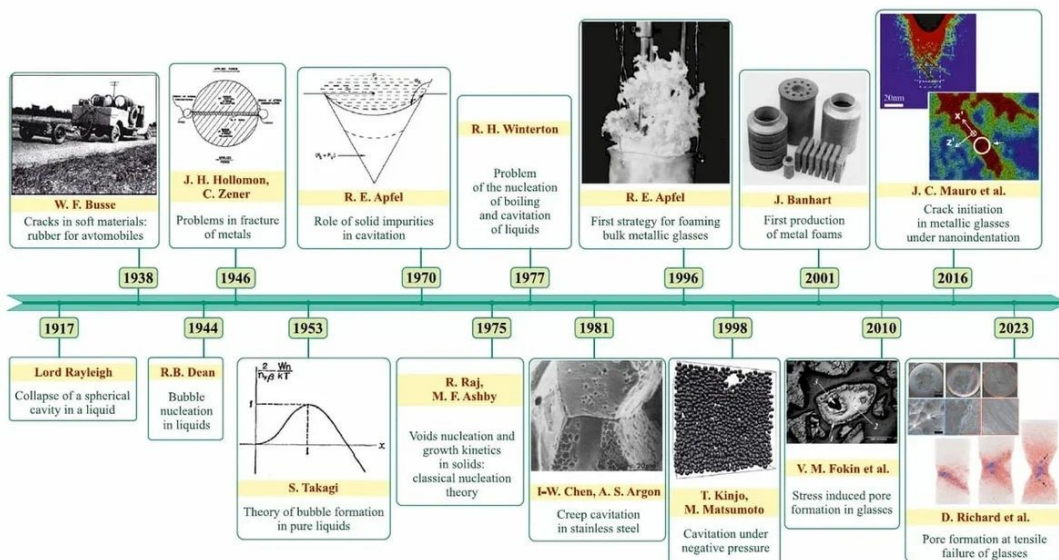 W. F. Busse
Cracks in soft materials:
rubber for avtomobiles
1938
J. H. Hollomon,
C. Zener
Problems in fracture
of metals
1946
R. E. Apfel
Role of solid impurities
in cavitation
1970
R. H. Winterton
Problem
of the nucleation
of boiling
and cavitation
of liquids
1977
R. E. Apfel
First strategy for foaming
bulk metallic glasses
1996
J. Banhart
First production
of metal foams
2001
20nm
X'
Z'
J. C. Mauro et al.
Crack initiation
in metallic glasses
under nanoindentation
2016
1917
Lord Rayleigh
Collapse of a spherical
cavity in a liquid
1944
R.B. Dean
Bubble
nucleation
in liquids
1953
S. Takagi
Theory of bubble formation
in pure liquids
1975
R. Raj,
M. F. Ashby
Voids nucleation and
growth kinetics
in solids:
classical nucleation
theory
1981
I-W. Chen, A. S. Argon
Creep cavitation
in stainless steel
1998
T. Kinjo,
M. Matsumoto
Cavitation under
negative pressure
2010
V. M. Fokin et al.
Stress induced pore
formation in glasses
2023
D. Richard et al.
Pore formation at tensile
failure of glasses